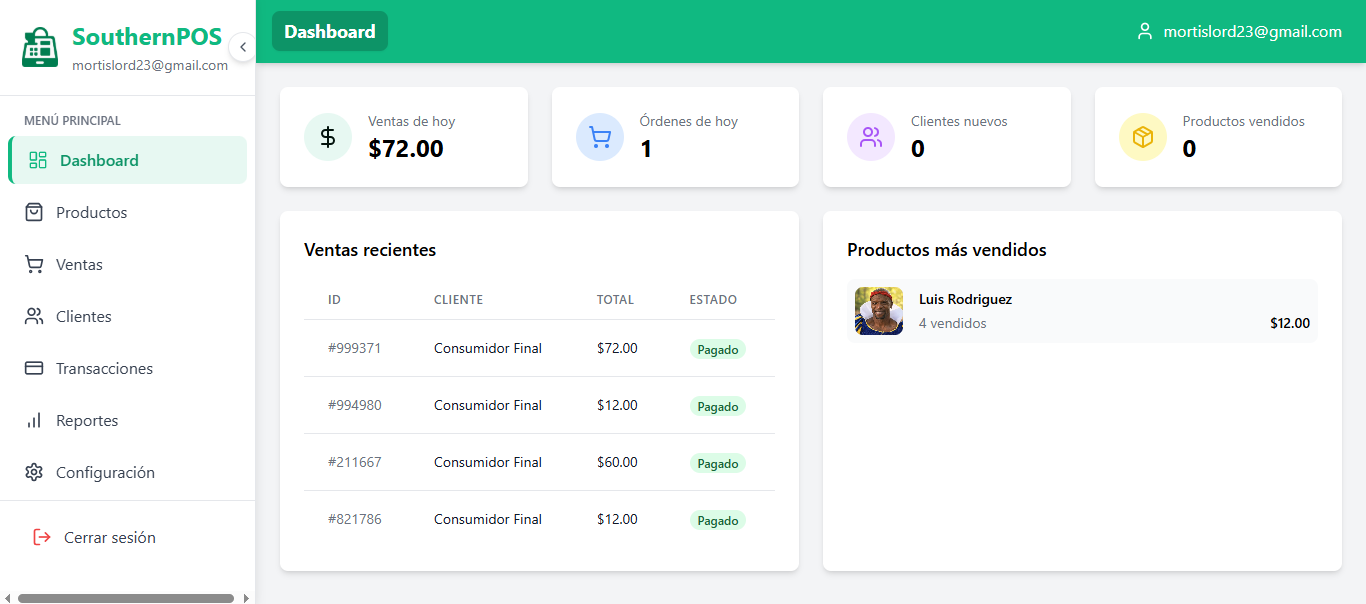 SouthernPOS
mortislord23@gmail.com
MENÚ PRINCIPAL
Dashboard
Productos
Ventas
Clientes
Transacciones
Reportes
Configuración
Cerrar sesión
Dashboard
mortislord23@gmail.com
Ventas de hoy
$72.00
Órdenes de hoy
1
Clientes nuevos
0
Productos vendidos
0
Ventas recientes
ID CLIENTE TOTAL ESTADO
#999371 Consumidor Final $72.00 Pagado
#994980 Consumidor Final $12.00 Pagado
#211667 Consumidor Final $60.00 Pagado
#821786 Consumidor Final $12.00 Pagado
Productos más vendidos
Luis Rodriguez
4 vendidos $12.00